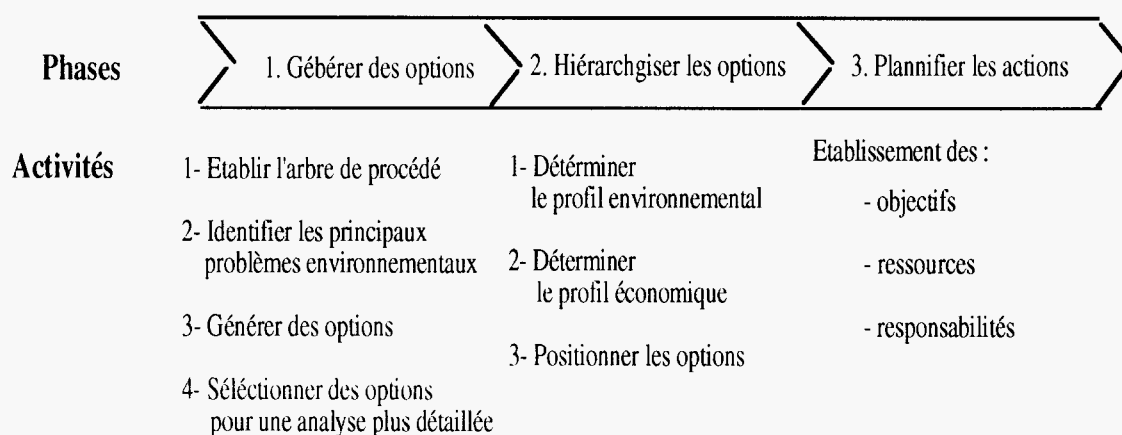 Phases
1. Gébérer des options
2. Hiérarchgiser les options
3. Plannifier les actions
Activités
1- Etablir l'arbre de procédé
2- Identifier les principaux
problèmes environnementaux
3- Générer des options
4- Séléctionner des options
pour une analyse plus détaillée
1- Détérminer
le profil environnemental
2- Déterminer
le profil économique
3- Positionner les options
Etablissement des :
- objectifs
- ressources
- responsabilités